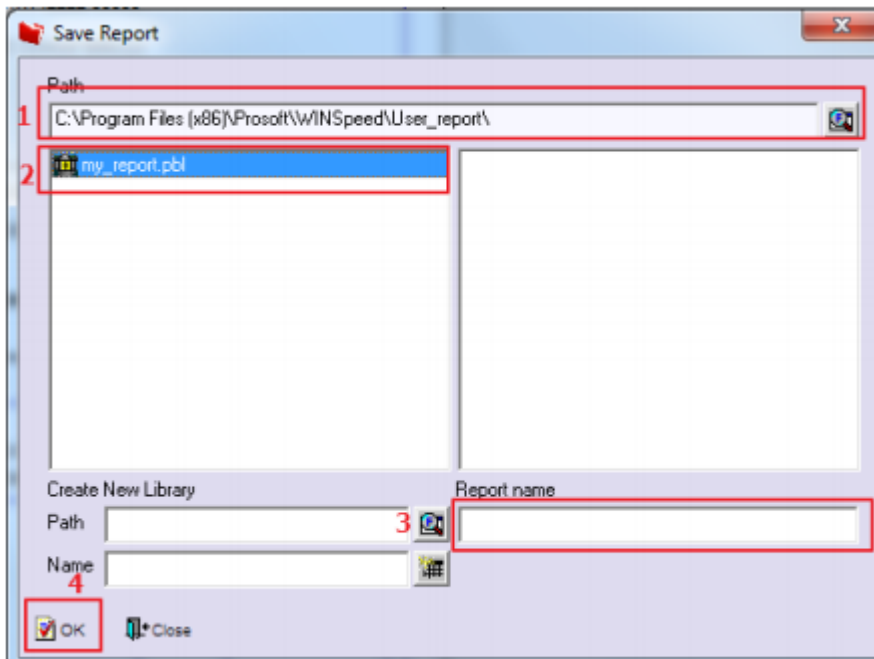 Save Report
Path
1
C:\Program Files (x86)\Prosoft\WINSpeed\User_report\
2
my_report.pbl
Create New Library
Report name
Path
3
Name
4
OK
Close